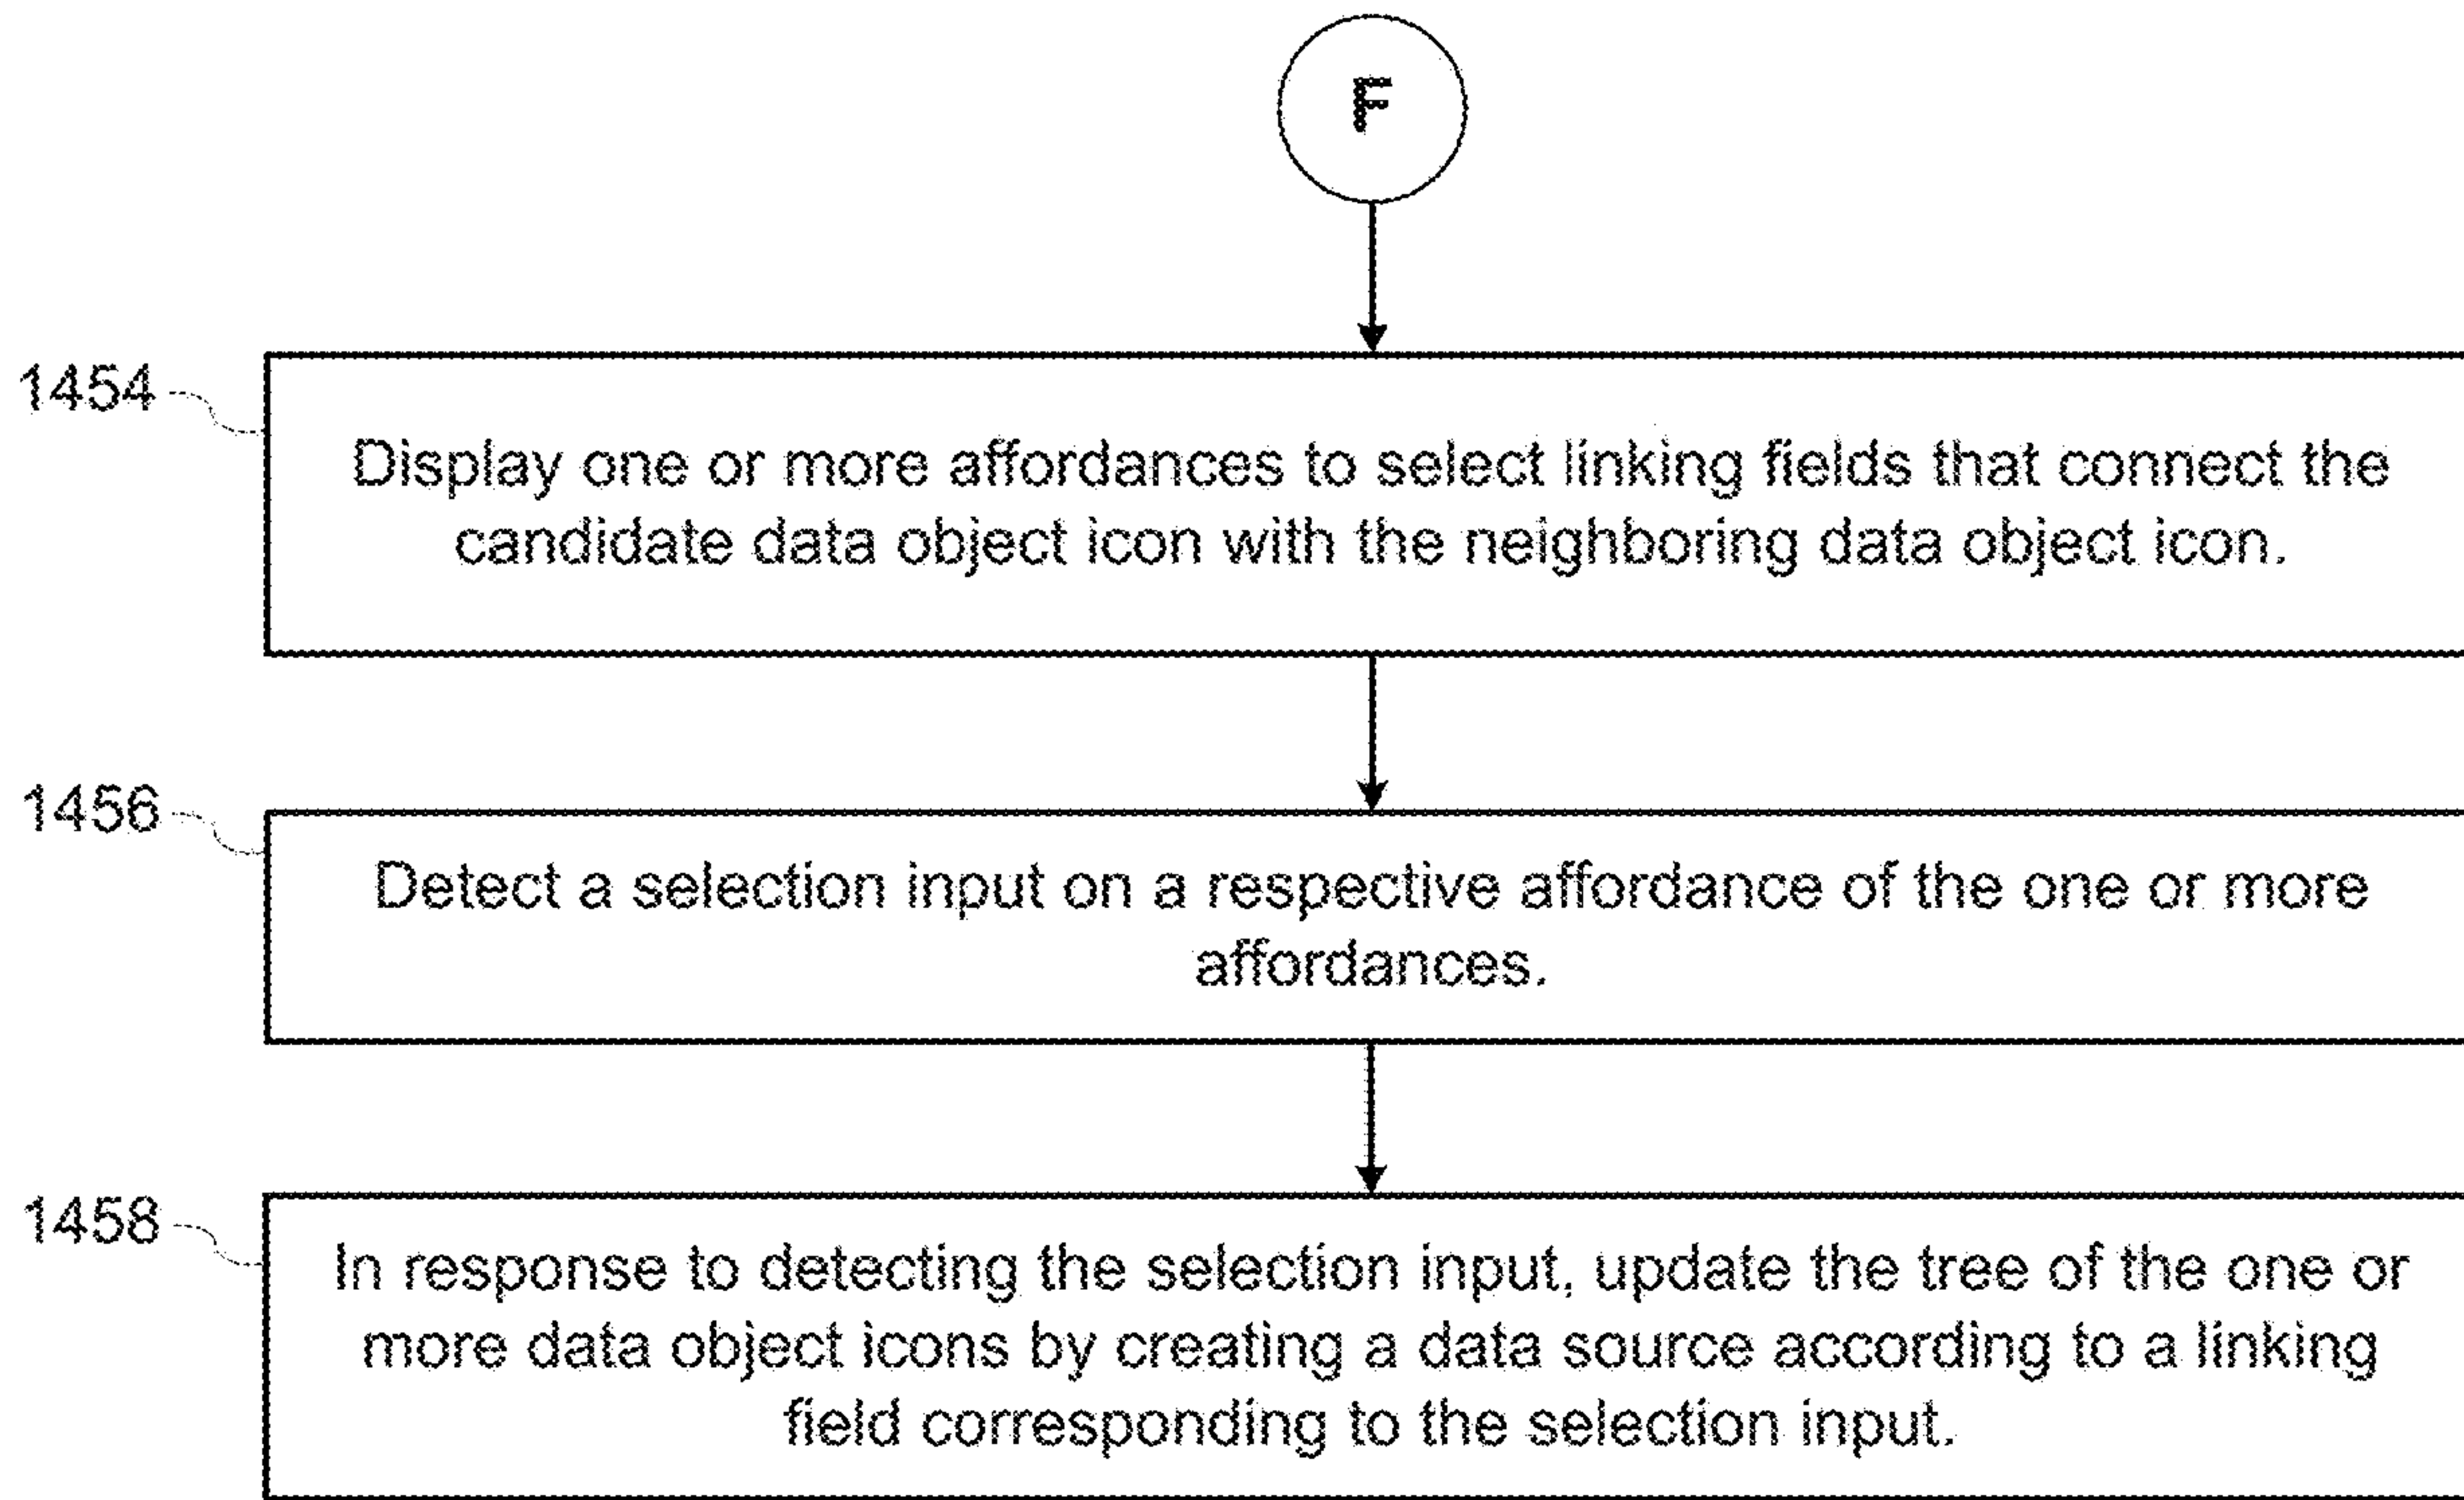 F
1454
Display one or more affordances to select linking fields that connect the
candidate data object icon with the neighboring data object icon.
1456
Detect a selection input on a respective affordance of the one or more
affordances.
1458
In response to detecting the selection input, update the tree of the one or
more data object icons by creating a data source according to a linking
field corresponding to the selection input.